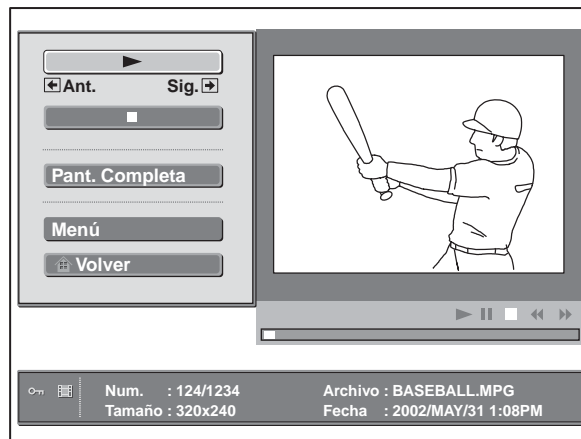 Ant. Sig.
Pant. Completa
Menú
Volver
Num. : 124/1234
Tamaño : 320x240
Archivo : BASEBALL.MPG
Fecha : 2002/MAY/31 1:08PM